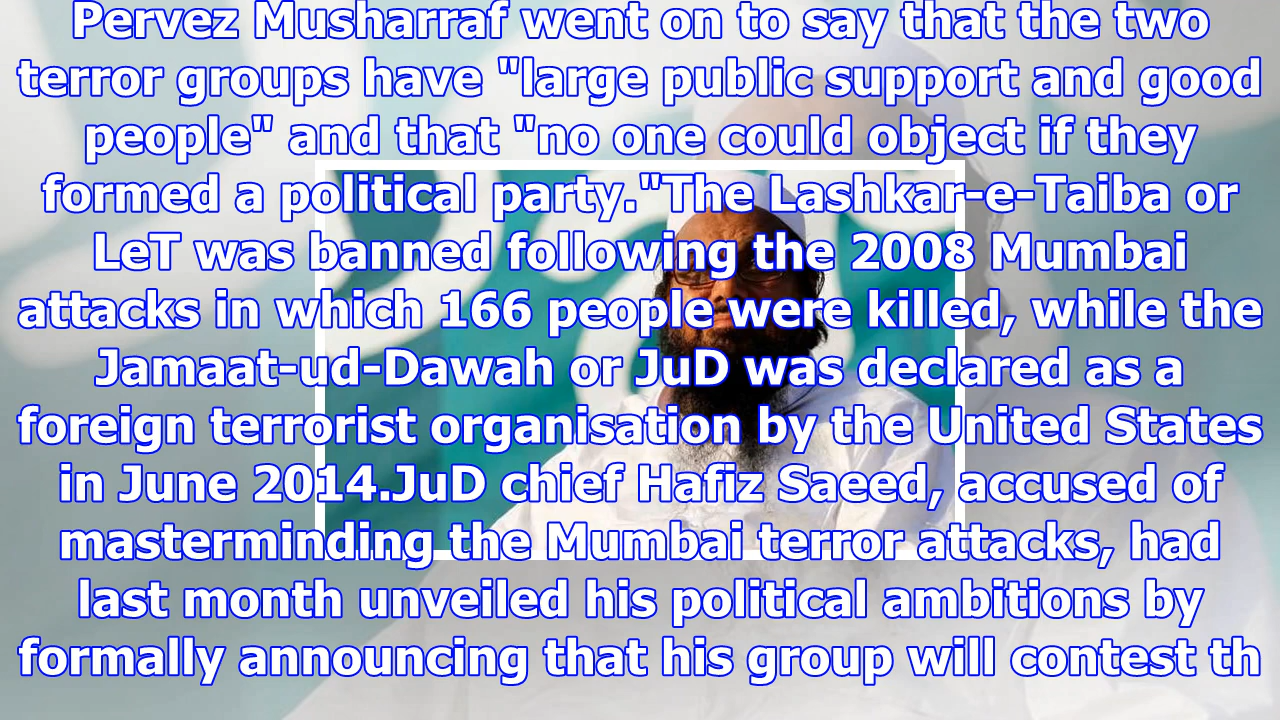 Pervez Musharraf went on to say that the two
terror groups have "large public support and good
people" and that "no one could object if they
formed a political party."The Lashkar-e-Taiba or
LeT was banned following the 2008 Mumbai
attacks in which 166 people were killed, while the
Jamaat-ud-Dawah or JuD was declared as a
foreign terrorist organisation by the United States
in June 2014.JuD chief Hafiz Saeed, accused of
masterminding the Mumbai terror attacks, had
last month unveiled his political ambitions by
formally announcing that his group will contest th